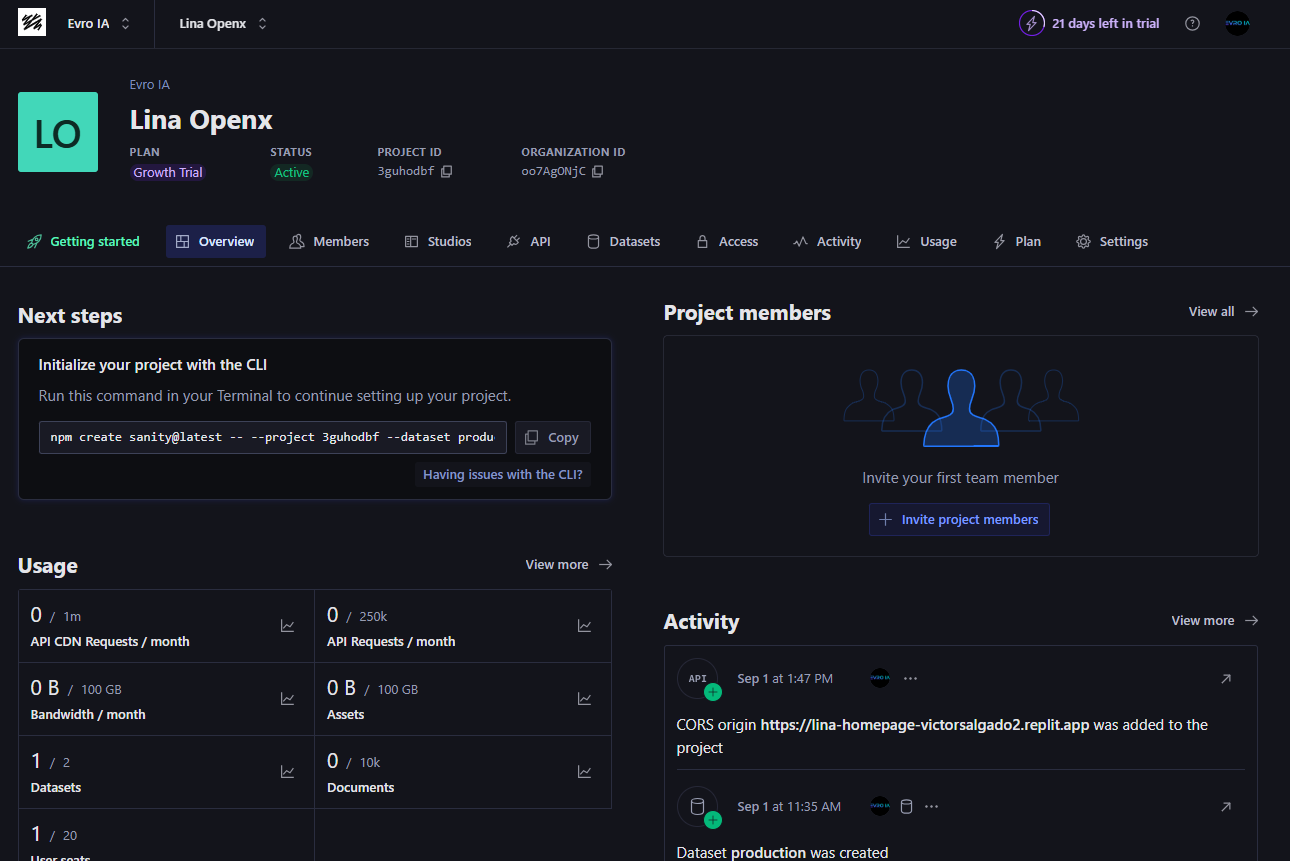 Evro IA
Lina Openx
21 days left in trial
EVRO IA
Evro IA
LO
Lina Openx
PLAN
STATUS
PROJECT ID
ORGANIZATION ID
Growth Trial
Active
3guhodbf
oo7AgONjC
Getting started
Overview
Members
Studios
API
Datasets
Access
Activity
Usage
Plan
Settings
Next steps
Initialize your project with the CLI
Run this command in your Terminal to continue setting up your project.
npm create sanity@latest -- --project 3guhodbf --dataset produ
Copy
Having issues with the CLI?
Usage
View more
0 / 1m
API CDN Requests / month
0 / 250k
API Requests / month
0 B / 100 GB
Bandwidth / month
0 B / 100 GB
Assets
1 / 2
Datasets
0 / 10k
Documents
1 / 20
User seats
Project members
View all
Invite your first team member
Invite project members
Activity
View more
API
Sep 1 at 1:47 PM
EVRO IA
CORS origin https://lina-homepage-victorsalgado2.replit.app was added to the
project
Sep 1 at 11:35 AM
EVRO IA
Dataset production was created